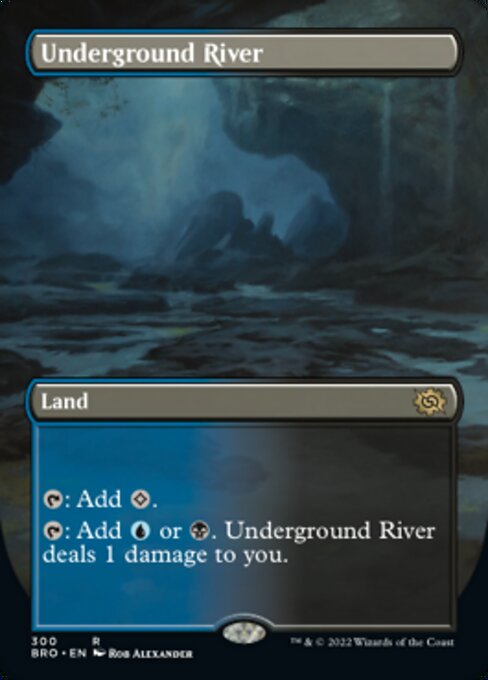 Underground River
Land
: Add .
: Add or . Underground River
deals 1 damage to you.
300 R
BRO • EN Rob Alexander
™ & © 2022 Wizards of the Coast